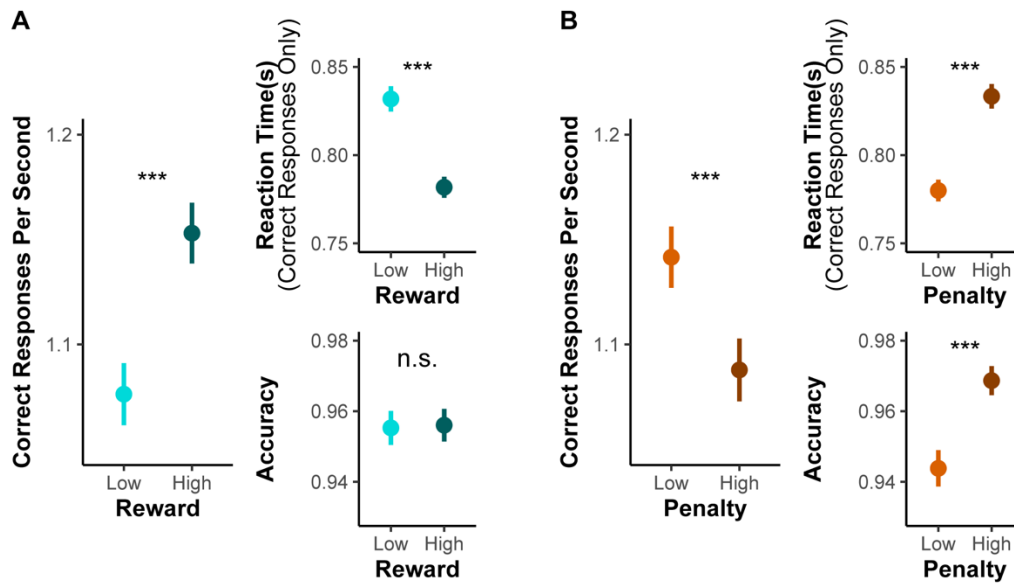 A
Correct Responses Per Second
1.2
1.1
***
Low
High
Reward
Reaction Time(s)
(Correct Responses Only)
0.85
0.80
0.75
***
Low
High
Reward
Accuracy
0.98
0.96
0.94
n.s.
Low
High
Reward
B
Correct Responses Per Second
1.2
1.1
***
Low
High
Penalty
Reaction Time(s)
(Correct Responses Only)
0.85
0.80
0.75
***
Low
High
Penalty
Accuracy
0.98
0.96
0.94
***
Low
High
Penalty